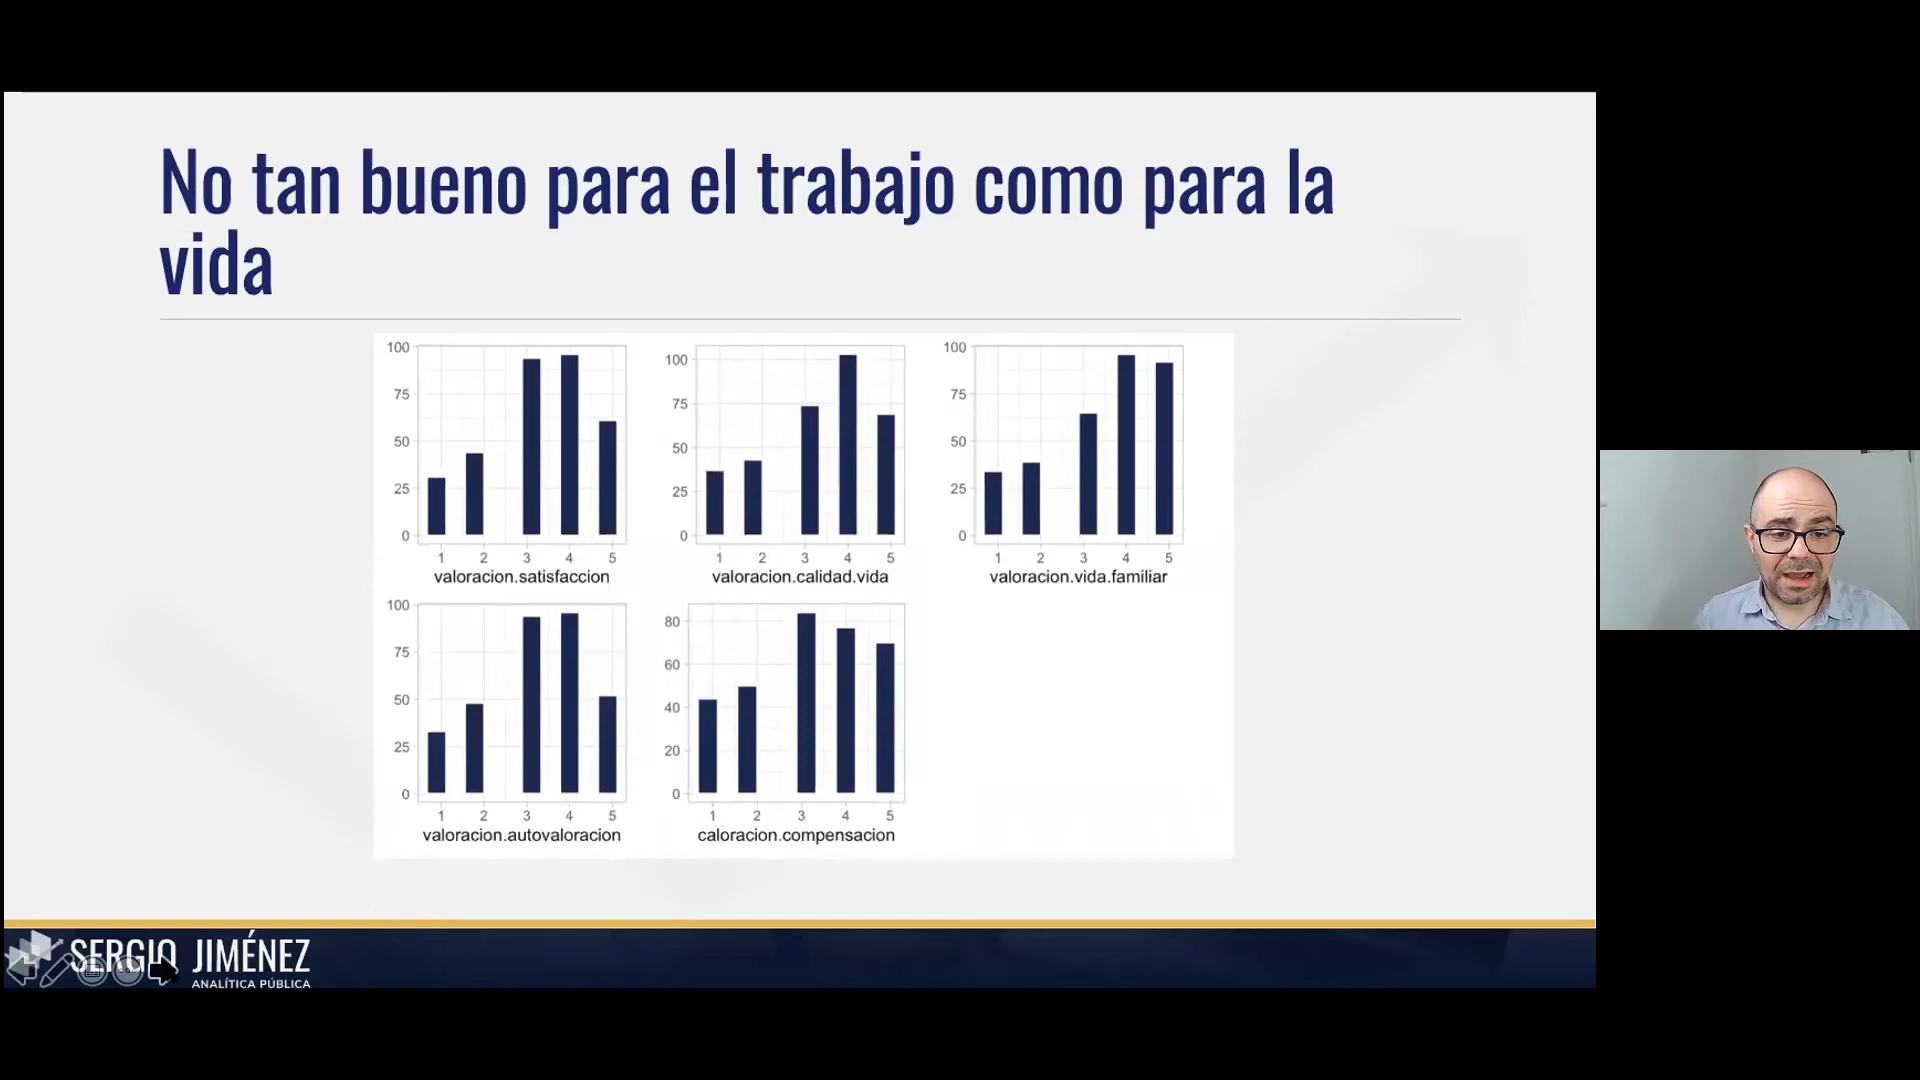 No tan bueno para el trabajo como para la
vida
100
75
50
25
0
1 2 3 4 5
valoracion.satisfaccion
100
75
50
25
0
1 2 3 4 5
valoracion.calidad.vida
100
75
50
25
0
1 2 3 4 5
valoracion.vida.familiar
100
75
50
25
0
1 2 3 4 5
valoracion.autovaloracion
80
60
40
20
0
1 2 3 4 5
caloracion.compensacion
SERGIO JIMÉNEZ
ANALÍTICA PÚBLICA